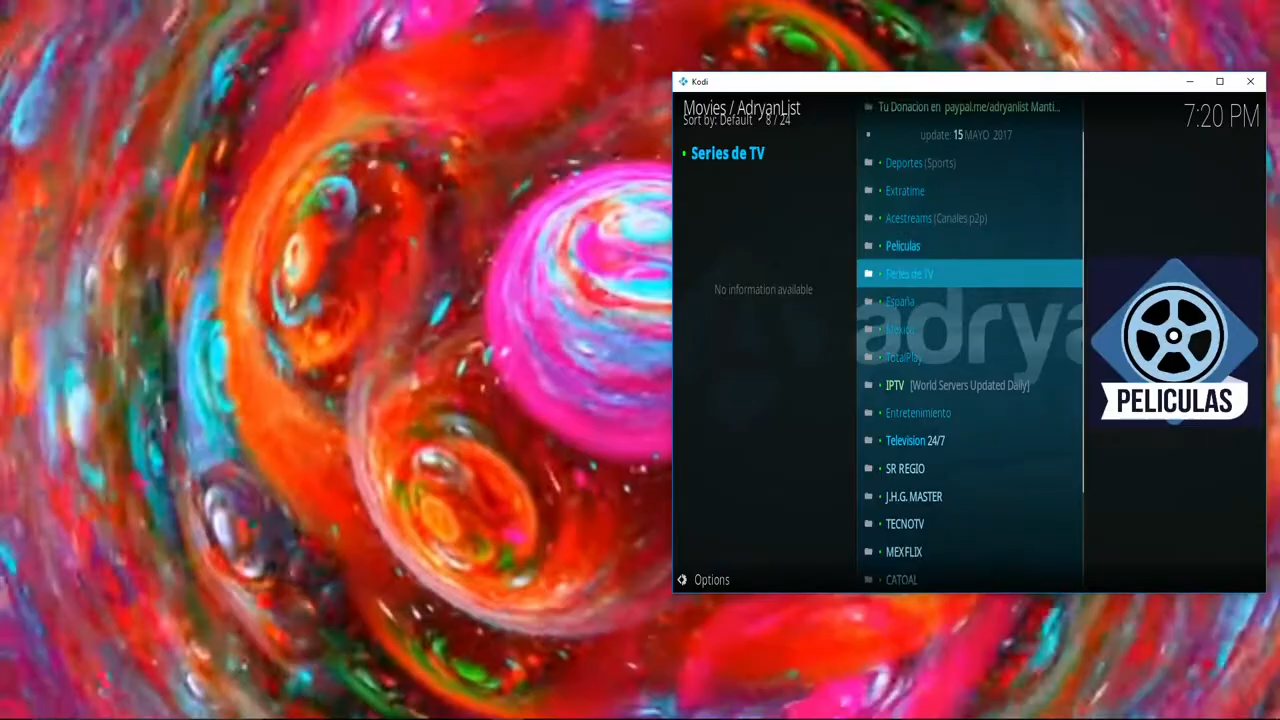 Kodi
Movies / AdryanList
Sort by: Default · 8 / 24
7:20 PM
• Series de TV
No information available
Tu Donacion en paypal.me/adryanlist Manti...
update: 15 MAYO 2017
• Deportes (Sports)
• Extratime
• Acestreams (Canales p2p)
• Peliculas
• Series de TV
• España
• Mexico
• TotalPlay
• IPTV [World Servers Updated Daily]
• Entretenimiento
• Television 24/7
• SR REGIO
• J.H.G. MASTER
• TECNOTV
• MEXFLIX
• CATOAL
adrya
PELICULAS
Options